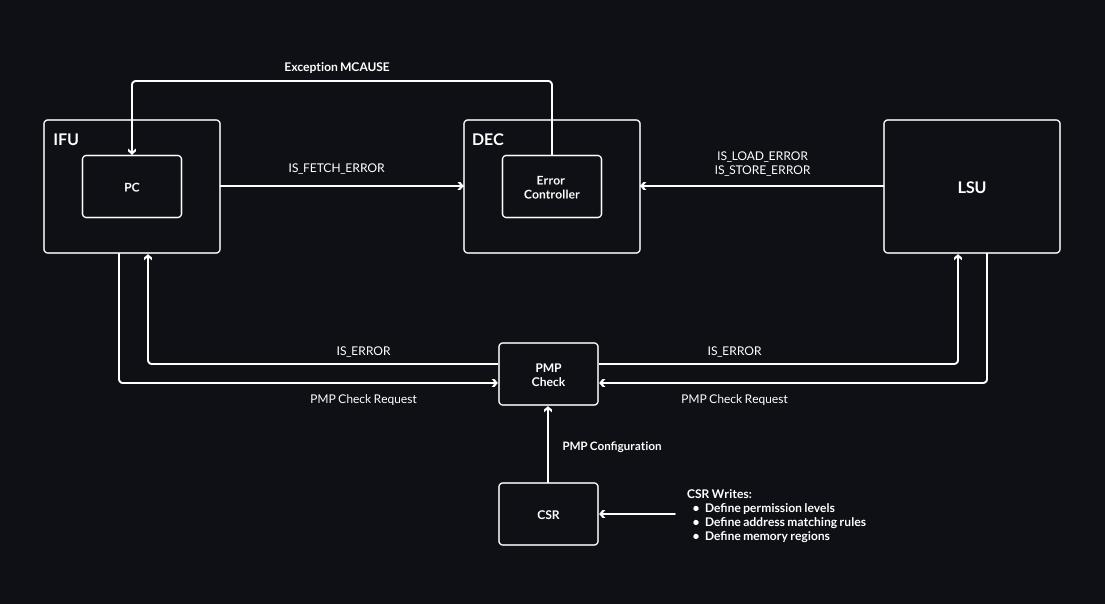 Exception MCAUSE
IFU
DEC
PC
IS_FETCH_ERROR
Error
Controller
IS_LOAD_ERROR
IS_STORE_ERROR
LSU
IS_ERROR
PMP
Check
IS_ERROR
PMP Check Request
PMP Check Request
PMP Configuration
CSR
CSR Writes:
● Define permission levels
● Define address matching rules
● Define memory regions